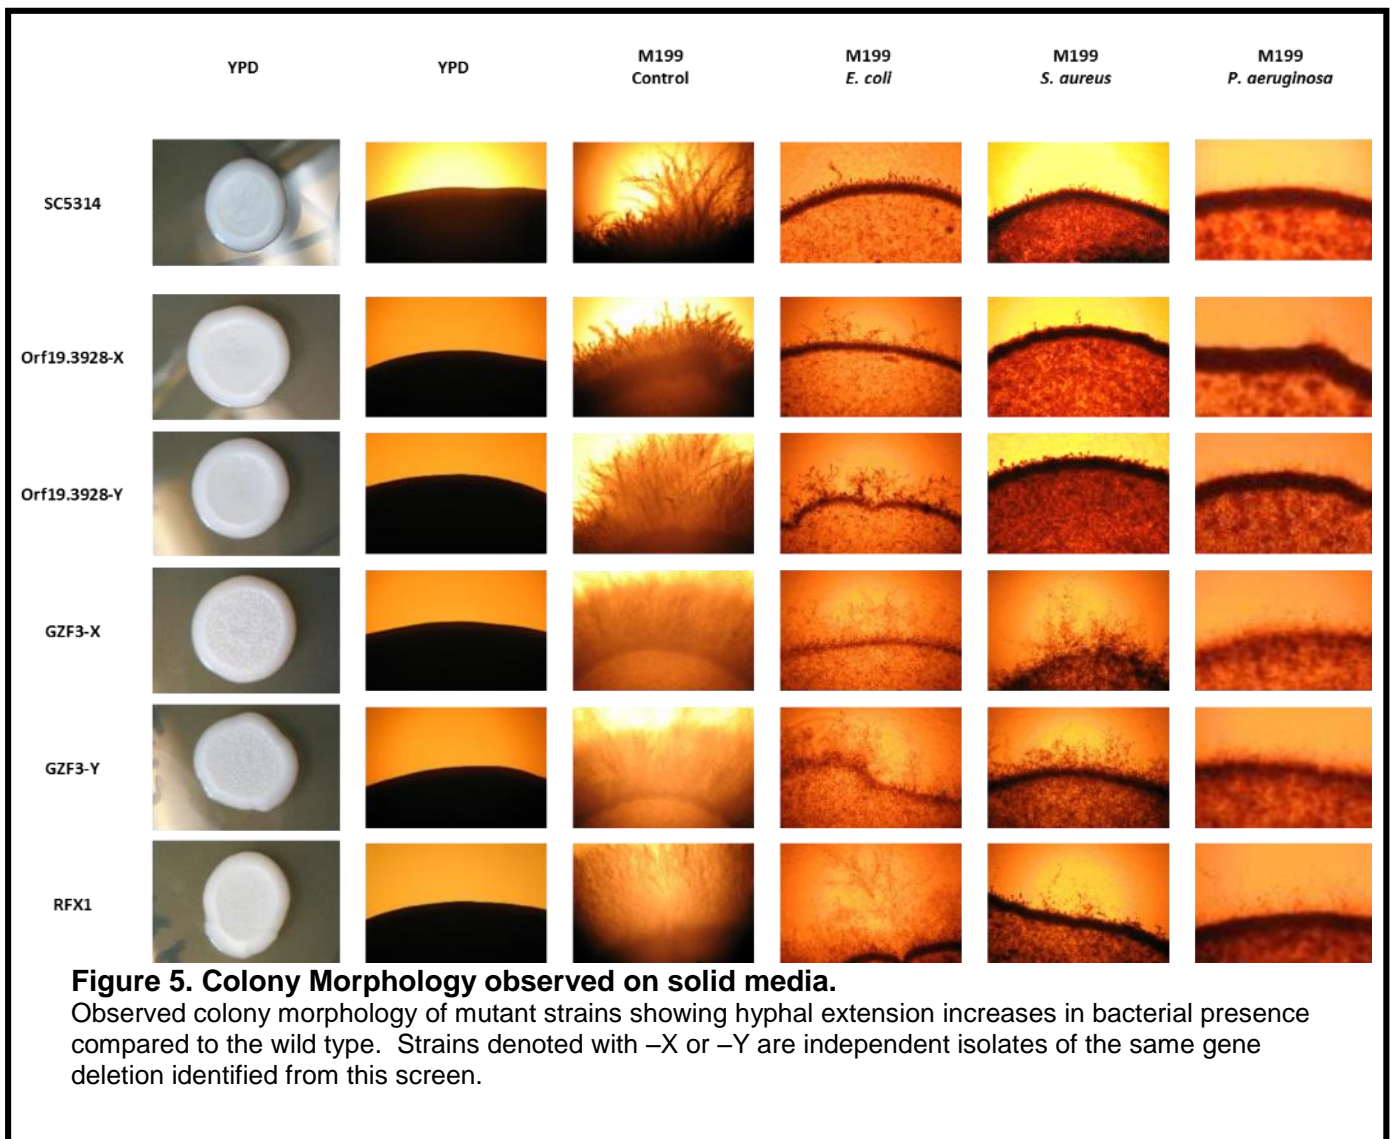 YPD
YPD
M199
Control
M199
E. coli
M199
S. aureus
M199
P. aeruginosa
SC5314
Orf19.3928-X
Orf19.3928-Y
GZF3-X
GZF3-Y
RFX1
Figure 5. Colony Morphology observed on solid media.
Observed colony morphology of mutant strains showing hyphal extension increases in bacterial presence
compared to the wild type.  Strains denoted with –X or –Y are independent isolates of the same gene
deletion identified from this screen.